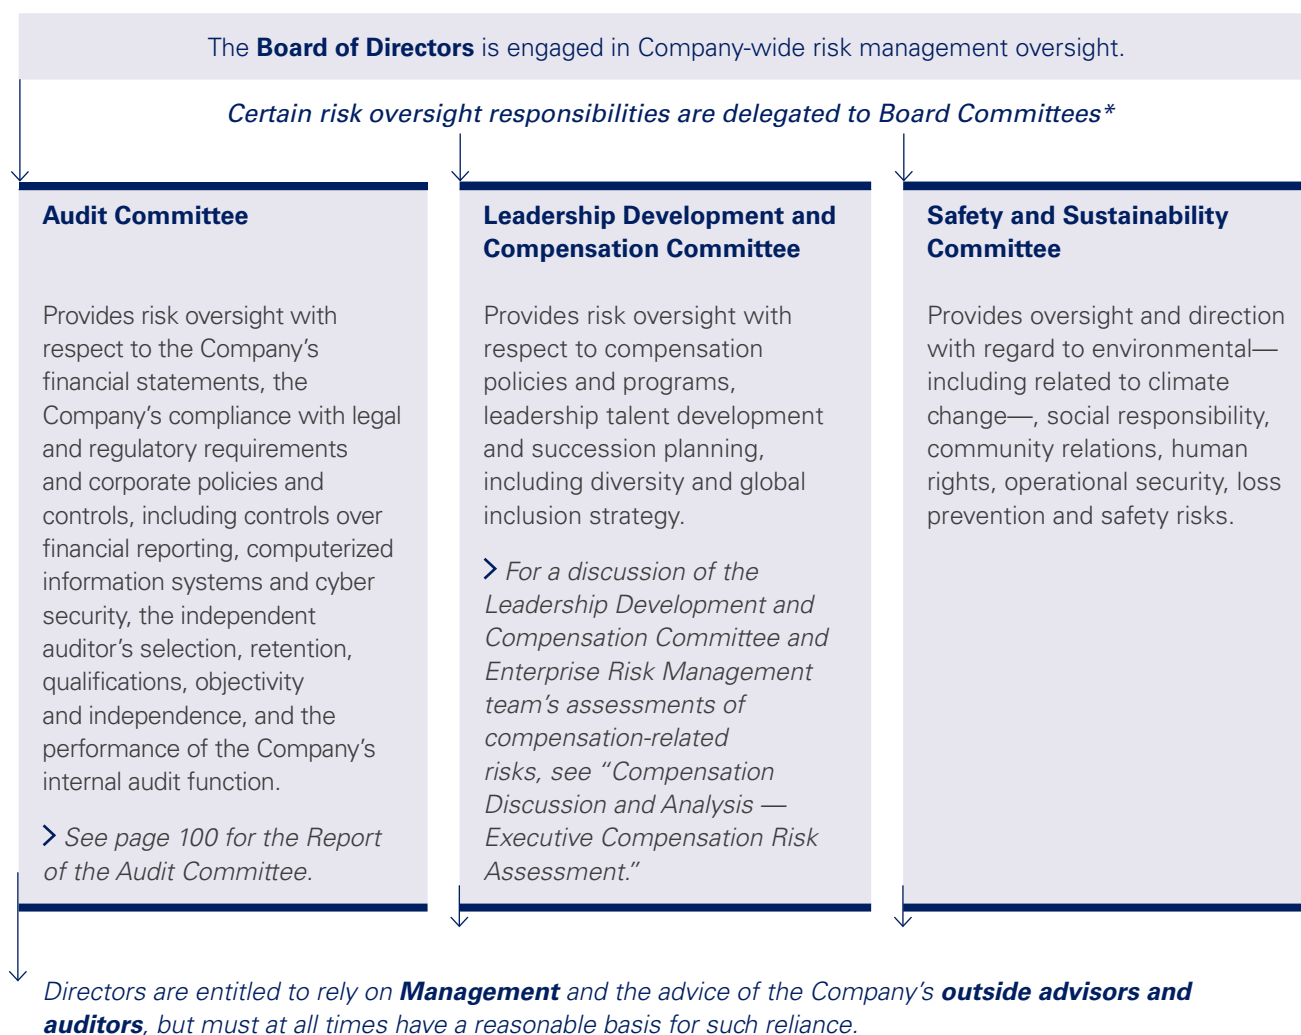 The Board of Directors is engaged in Company-wide risk management oversight.
Certain risk oversight responsibilities are delegated to Board Committees*
Audit Committee
Provides risk oversight with
respect to the Company’s
financial statements, the
Company’s compliance with legal
and regulatory requirements
and corporate policies and
controls, including controls over
financial reporting, computerized
information systems and cyber
security, the independent
auditor’s selection, retention,
qualifications, objectivity
and independence, and the
performance of the Company’s
internal audit function.
> See page 100 for the Report
of the Audit Committee.
Leadership Development and
Compensation Committee
Provides risk oversight with
respect to compensation
policies and programs,
leadership talent development
and succession planning,
including diversity and global
inclusion strategy.
> For a discussion of the
Leadership Development and
Compensation Committee and
Enterprise Risk Management
team’s assessments of
compensation-related
risks, see “Compensation
Discussion and Analysis —
Executive Compensation Risk
Assessment.”
Safety and Sustainability
Committee
Provides oversight and direction
with regard to environmental—
including related to climate
change—, social responsibility,
community relations, human
rights, operational security, loss
prevention and safety risks.
Directors are entitled to rely on Management and the advice of the Company’s outside advisors and
auditors, but must at all times have a reasonable basis for such reliance.